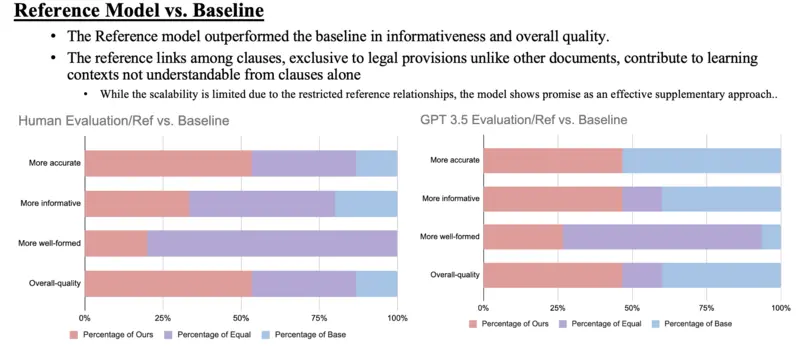 Reference Model vs. Baseline
• The Reference model outperformed the baseline in informativeness and overall quality.
• The reference links among clauses, exclusive to legal provisions unlike other documents, contribute to learning
contexts not understandable from clauses alone
• While the scalability is limited due to the restricted reference relationships, the model shows promise as an effective supplementary approach..
Human Evaluation/Ref vs. Baseline
More accurate
More informative
More well-formed
Overall-quality
0% 25% 50% 75% 100%
Percentage of Ours Percentage of Equal Percentage of Base
GPT 3.5 Evaluation/Ref vs. Baseline
More accurate
More informative
More well-formed
Overall-quality
0% 25% 50% 75% 100%
Percentage of Ours Percentage of Equal Percentage of Base